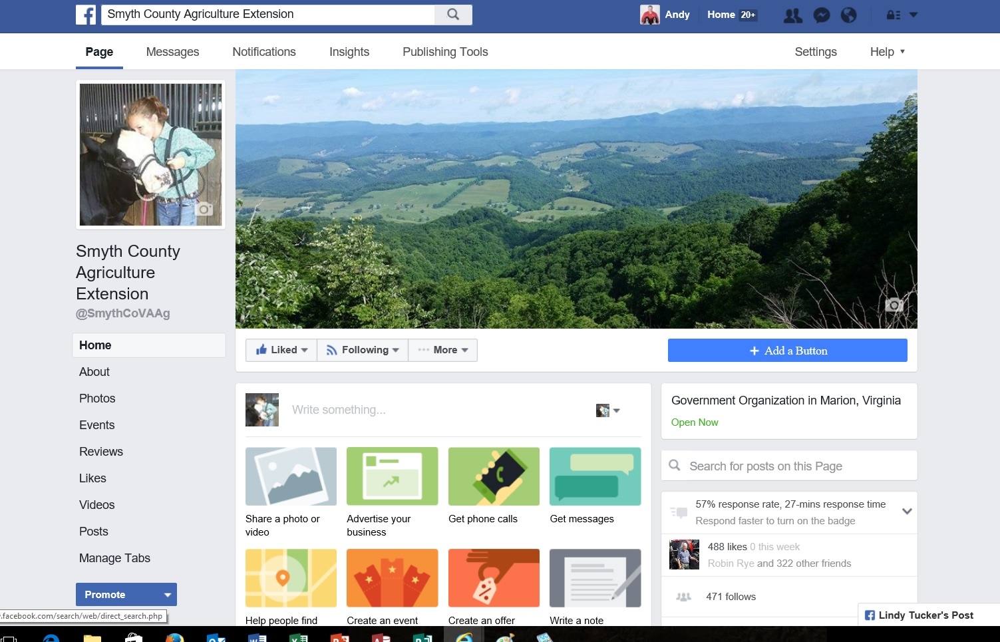 Smyth County Agriculture Extension
Andy
Home 20+
Page
Messages
Notifications
Insights
Publishing Tools
Settings
Help
Smyth County
Agriculture
Extension
@SmythCoVAAg
Home
About
Photos
Events
Reviews
Likes
Videos
Posts
Manage Tabs
Promote
.facebook.com/search/web/direct_search.php
Liked
Following
More
+ Add a Button
Write something...
Share a photo or
video
Advertise your
business
Get phone calls
Get messages
Help people find
Create an event
Create an offer
Write a note
Government Organization in Marion, Virginia
Open Now
Search for posts on this Page
57% response rate, 27-mins response time
Respond faster to turn on the badge
488 likes 0 this week
Robin Rye and 322 other friends
471 follows
Lindy Tucker's Post